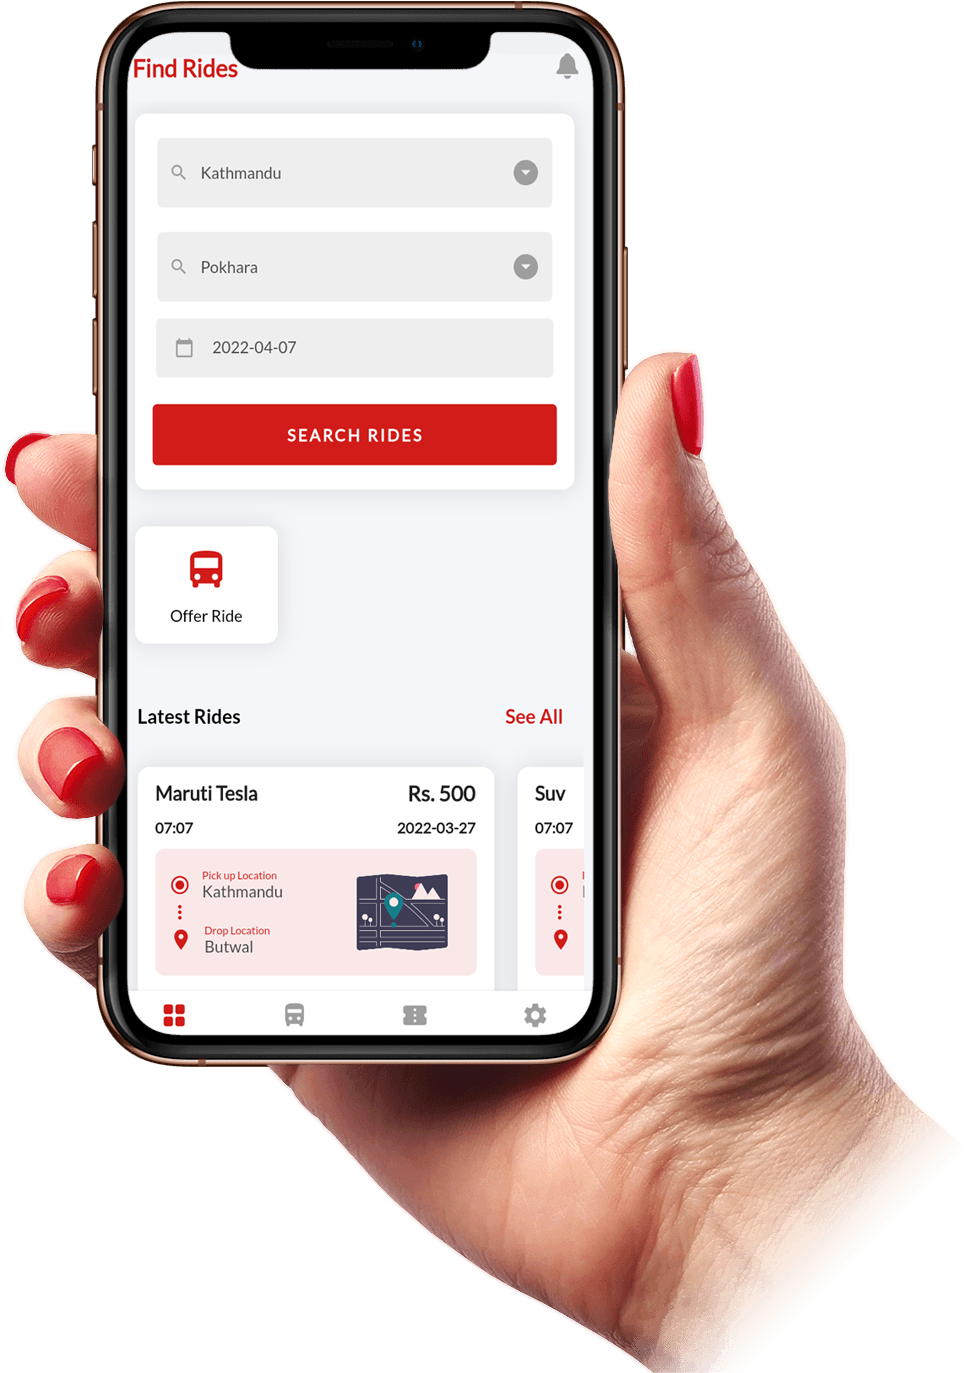 Find Rides
Kathmandu
Pokhara
2022-04-07
SEARCH RIDES
Offer Ride
Latest Rides
See All
Maruti Tesla
Rs. 500
07:07
2022-03-27
Pick up Location
Kathmandu
Drop Location
Butwal
Suv
07:07